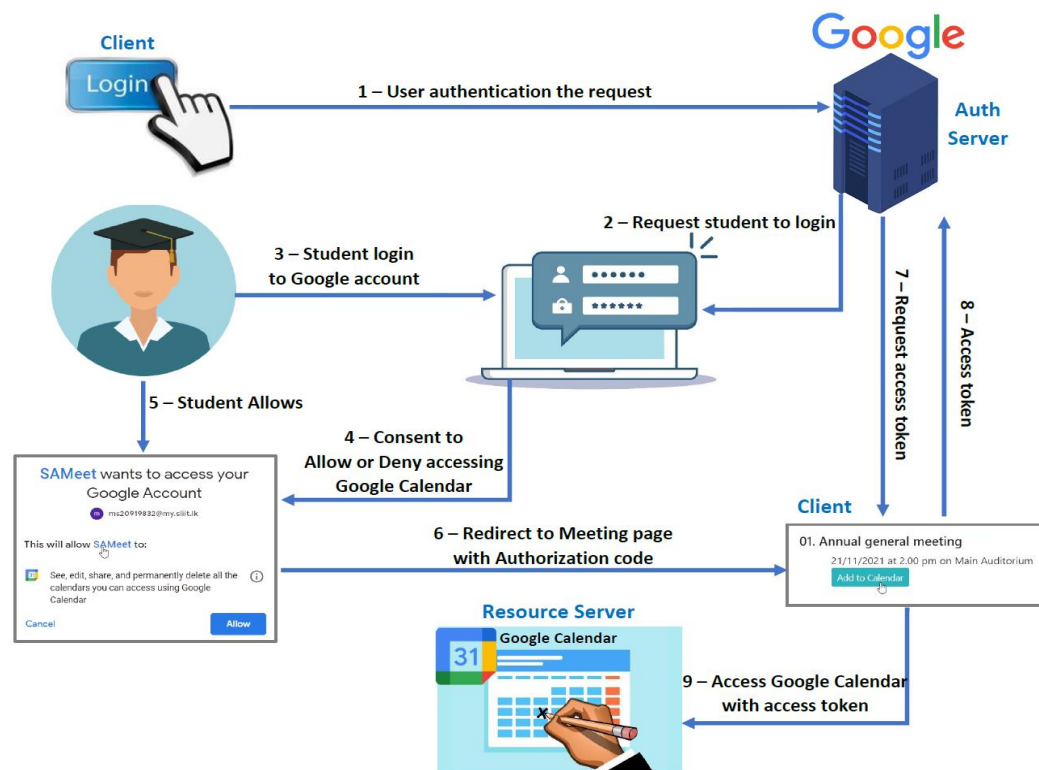 Client
Login
Google
1 – User authentication the request
Auth
Server
2 – Request student to login
3 – Student login
to Google account
7 – Request access token
8 – Access token
5 – Student Allows
4 – Consent to
Allow or Deny accessing
Google Calendar
SAMeet wants to access your
Google Account
m ms20919832@my.sliit.lk
This will allow SAMeet to:
31 See, edit, share, and permanently delete all the
calendars you can access using Google
Calendar
Cancel
Allow
6 – Redirect to Meeting page
with Authorization code
Client
01. Annual general meeting
21/11/2021 at 2.00 pm on Main Auditorium
Add to Calendar
Resource Server
Google Calendar
31
9 – Access Google Calendar
with access token